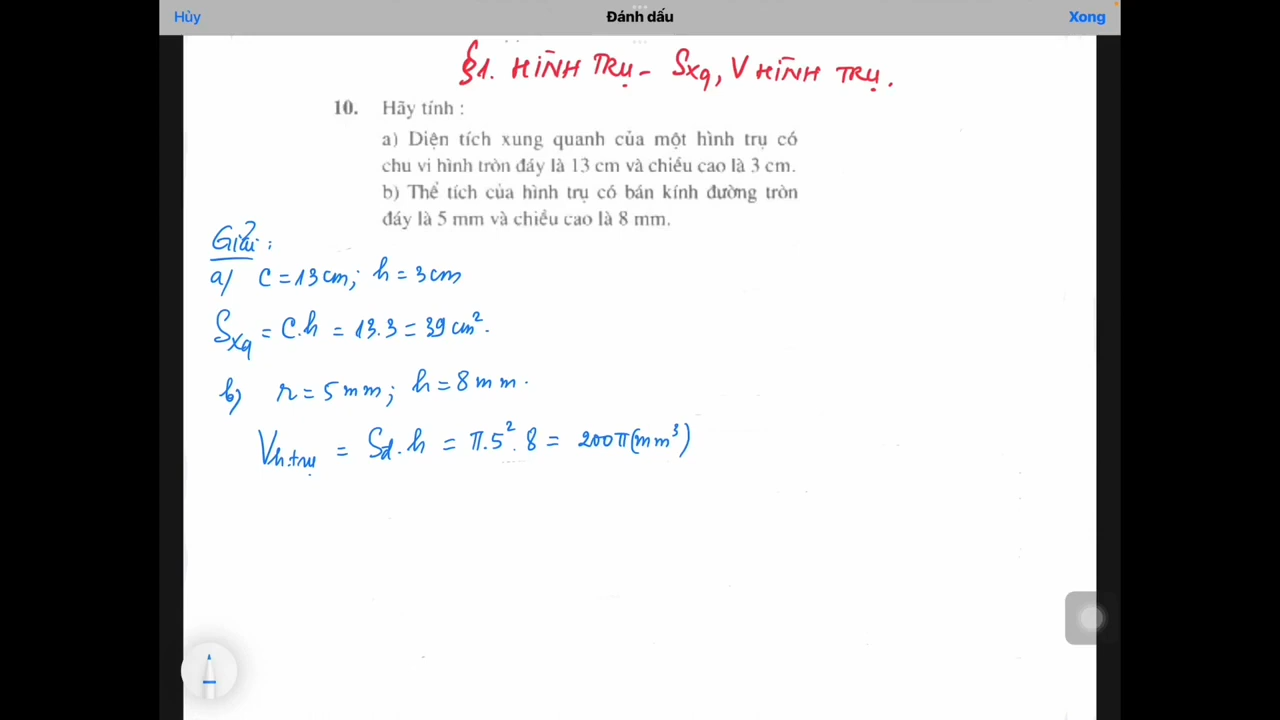 Hủy
Đánh dấu
Xong
§1. HÌNH TRỤ - Sxq, V HÌNH TRỤ.
10. Hãy tính :
a) Diện tích xung quanh của một hình trụ có
chu vi hình tròn đáy là 13 cm và chiều cao là 3 cm.
b) Thể tích của hình trụ có bán kính đường tròn
đáy là 5 mm và chiều cao là 8 mm.
Giải :
a) C = 13 cm; h = 3 cm
Sxq = C.h = 13.3 = 39 cm².
b) r = 5 mm; h = 8 mm.
Vh.trụ = Sđ.h = π.5².8 = 200π(mm³)